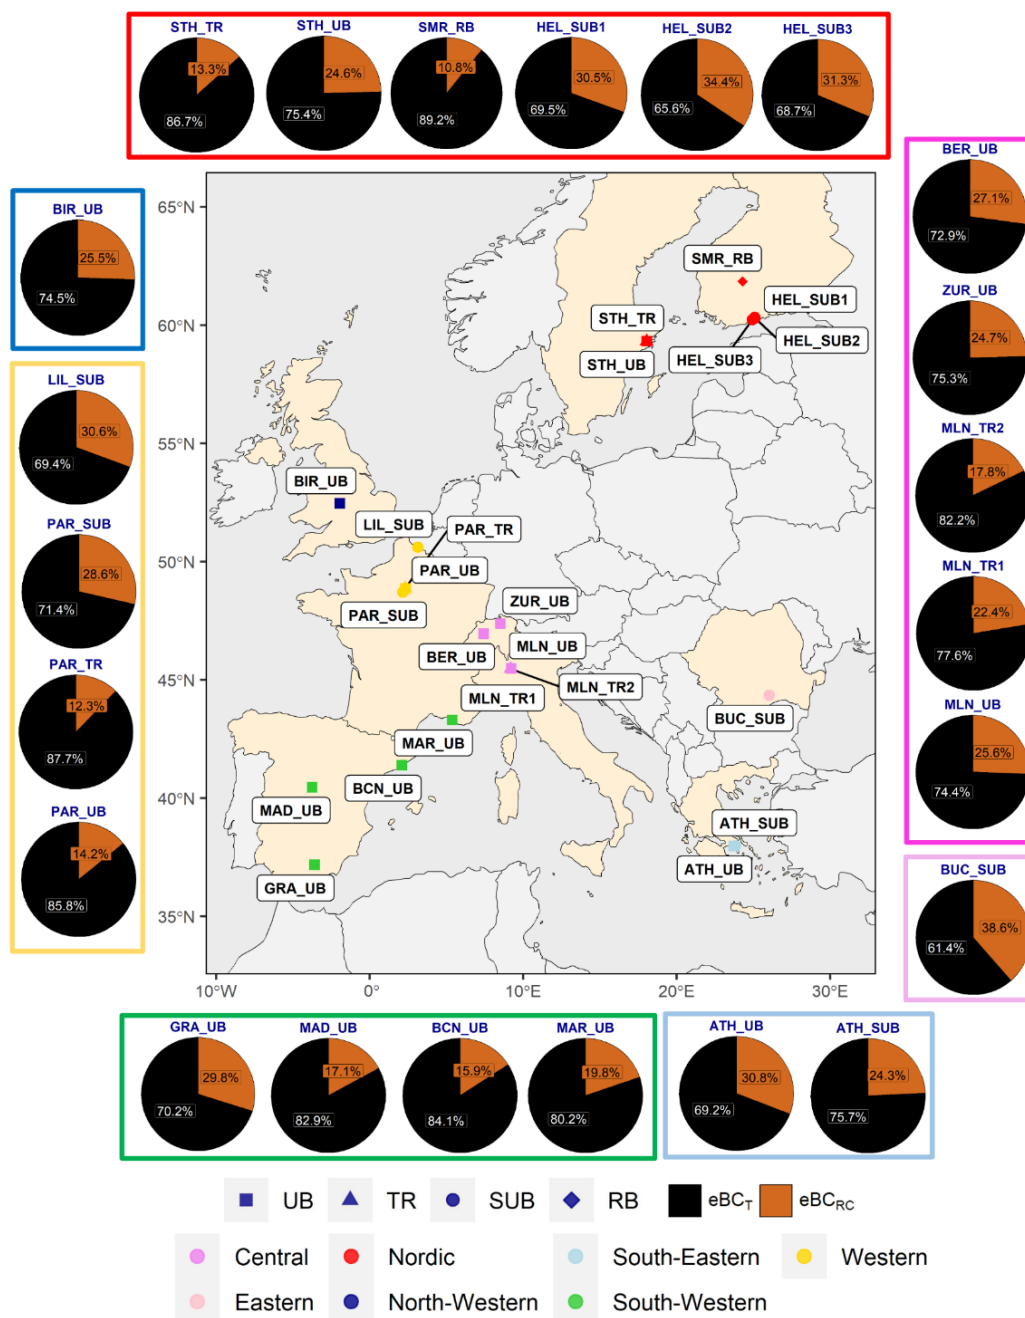 STH_TR STH_UB SMR_RB HEL_SUB1 HEL_SUB2 HEL_SUB3
13.3% 24.6% 10.8% 30.5% 34.4% 31.3%
86.7% 75.4% 89.2% 69.5% 65.6% 68.7%
BIR_UB
25.5%
74.5%
LIL_SUB
30.6%
69.4%
PAR_SUB
28.6%
71.4%
PAR_TR
12.3%
87.7%
PAR_UB
14.2%
85.8%
65°N
60°N
55°N
50°N
45°N
40°N
35°N
10°W 0° 10°E 20°E 30°E
SMR_RB
HEL_SUB1
STH_TR
HEL_SUB2
STH_UB
HEL_SUB3
BIR_UB
LIL_SUB
PAR_TR
PAR_UB
PAR_SUB
ZUR_UB
MLN_UB
BER_UB
MLN_TR2
MLN_TR1
BUC_SUB
MAR_UB
BCN_UB
MAD_UB
ATH_SUB
ATH_UB
GRA_UB
BER_UB
27.1%
72.9%
ZUR_UB
24.7%
75.3%
MLN_TR2
17.8%
82.2%
MLN_TR1
22.4%
77.6%
MLN_UB
25.6%
74.4%
BUC_SUB
38.6%
61.4%
GRA_UB MAD_UB BCN_UB MAR_UB
29.8% 17.1% 15.9% 19.8%
70.2% 82.9% 84.1% 80.2%
ATH_UB ATH_SUB
30.8% 24.3%
69.2% 75.7%
UB TR SUB RB eBCT eBCRC
Central Nordic South-Eastern Western
Eastern North-Western South-Western